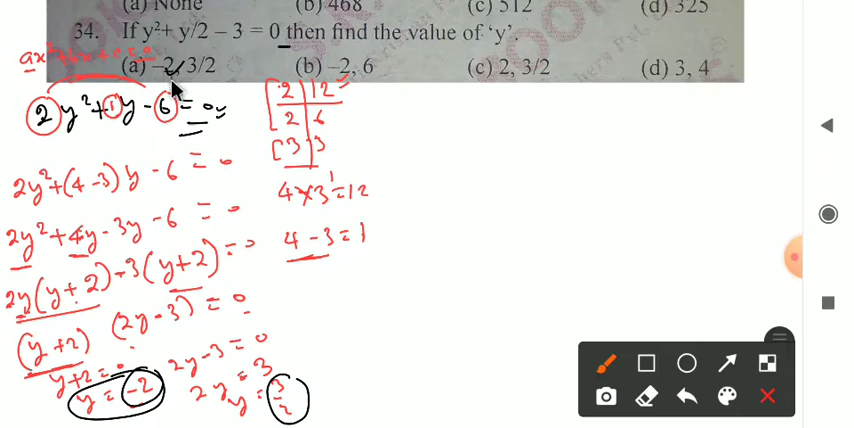 (a) None (b) 468 (c) 512 (d) 325
34. If y²+ y/2 – 3 = 0 then find the value of ‘y’.
(a) –2, 3/2 (b) –2, 6 (c) 2, 3/2 (d) 3, 4
2y²+1y-6=0
2 | 12
2 | 6
3 | 3
1
2y²+(4-3)y-6=0
4×3=12
2y²+4y-3y-6=0
4-3=1
2y(y+2)-3(y+2)=0
(y+2) (2y-3)=0
y+2=0
y=-2
2y-3=0
2y=3
y=3/2